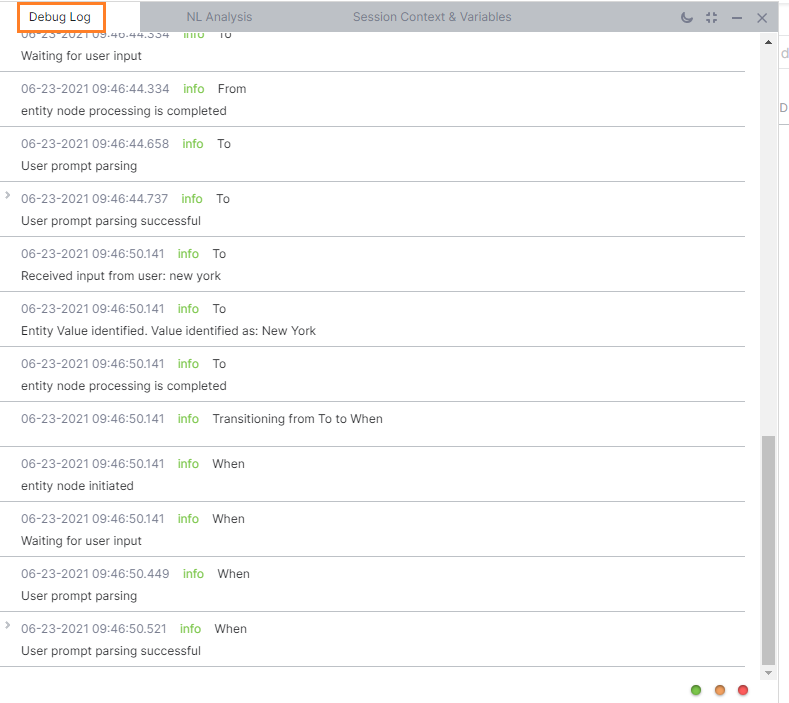 Debug Log NL Analysis Session Context & Variables
info To
Waiting for user input
06-23-2021 09:46:44.334 info From
entity node processing is completed
06-23-2021 09:46:44.658 info To
User prompt parsing
06-23-2021 09:46:44.737 info To
User prompt parsing successful
06-23-2021 09:46:50.141 info To
Received input from user: new york
06-23-2021 09:46:50.141 info To
Entity Value identified. Value identified as: New York
06-23-2021 09:46:50.141 info To
entity node processing is completed
06-23-2021 09:46:50.141 info Transitioning from To to When
06-23-2021 09:46:50.141 info When
entity node initiated
06-23-2021 09:46:50.141 info When
Waiting for user input
06-23-2021 09:46:50.449 info When
User prompt parsing
06-23-2021 09:46:50.521 info When
User prompt parsing successful
d
D